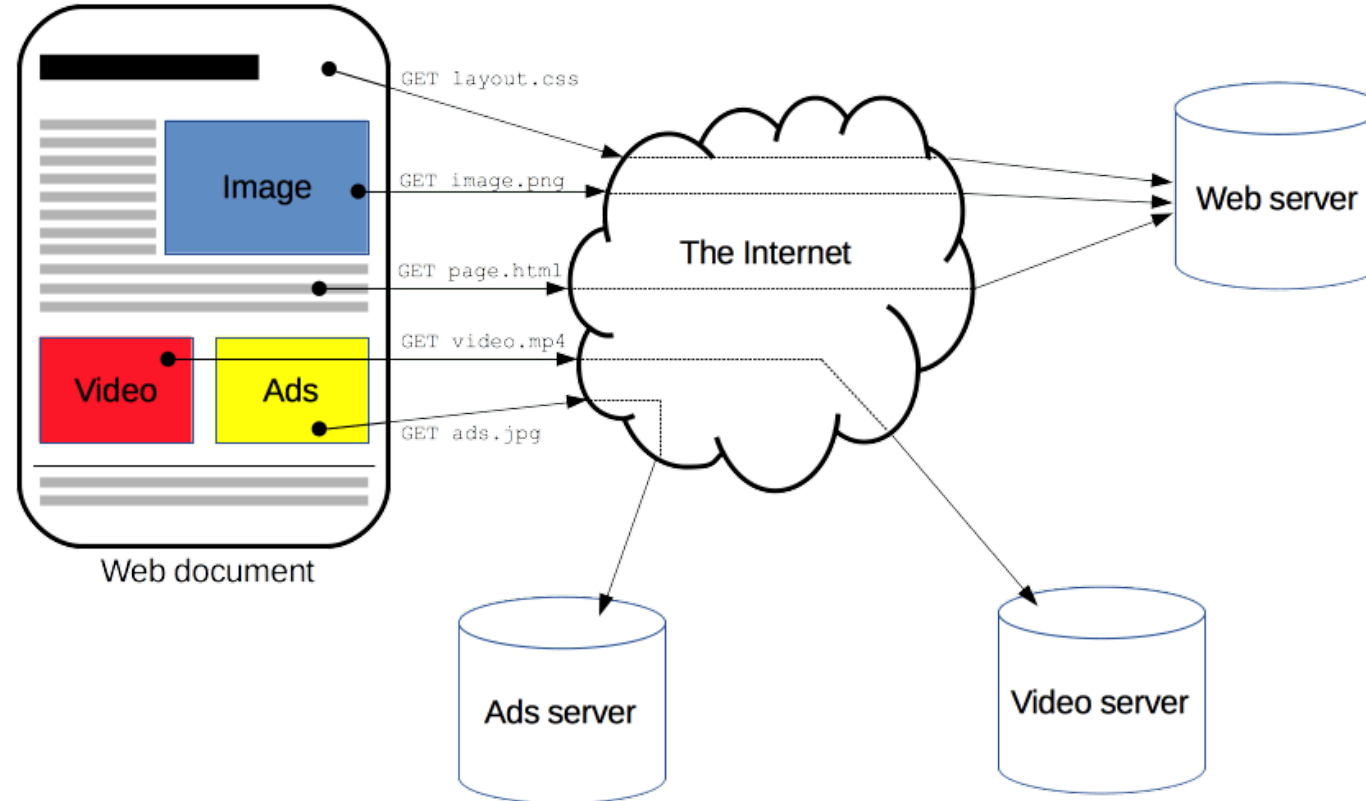 GET layout.css
Image
GET image.png
Web server
The Internet
GET page.html
GET video.mp4
Video
Ads
GET ads.jpg
Web document
Ads server
Video server